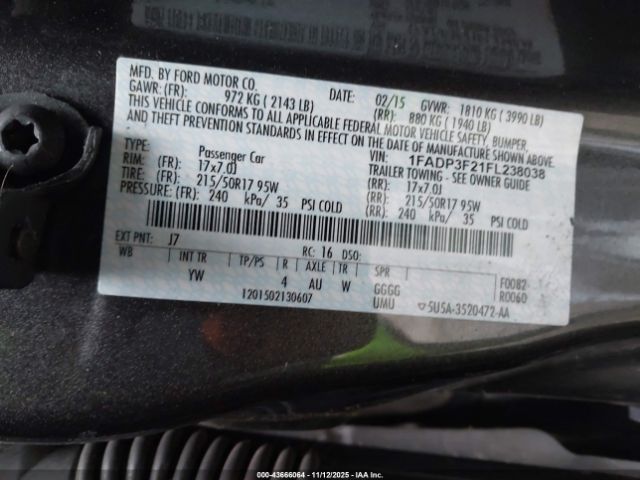 MFD. BY FORD MOTOR CO.
DATE: 02/15 GVWR: 1810 KG ( 3990 LB)
GAWR: (FR): 972 KG ( 2143 LB) (RR): 880 KG ( 1940 LB)
THIS VEHICLE CONFORMS TO ALL APPLICABLE FEDERAL MOTOR VEHICLE SAFETY, BUMPER,
AND THEFT PREVENTION STANDARDS IN EFFECT ON THE DATE OF MANUFACTURE SHOWN ABOVE.
VIN: 1FADP3F21FL238038
TYPE: Passenger Car TRAILER TOWING - SEE OWNER GUIDE
RIM: (FR): 17x7.0J (RR): 17x7.0J
TIRE: (FR): 215/50R17 95W (RR): 215/50R17 95W
PRESSURE: (FR): 240 kPa/ 35 PSI COLD (RR): 240 kPa/ 35 PSI COLD
EXT PNT: J7 RC: 16 DSO:
WB INT TR TP/PS R AXLE TR SPR F0082
YW 4 AU W GGGG R0060
1201502130607 UMU 5U5A-3520472-AA
000-43666064 - 11/12/2025 - IAA Inc.